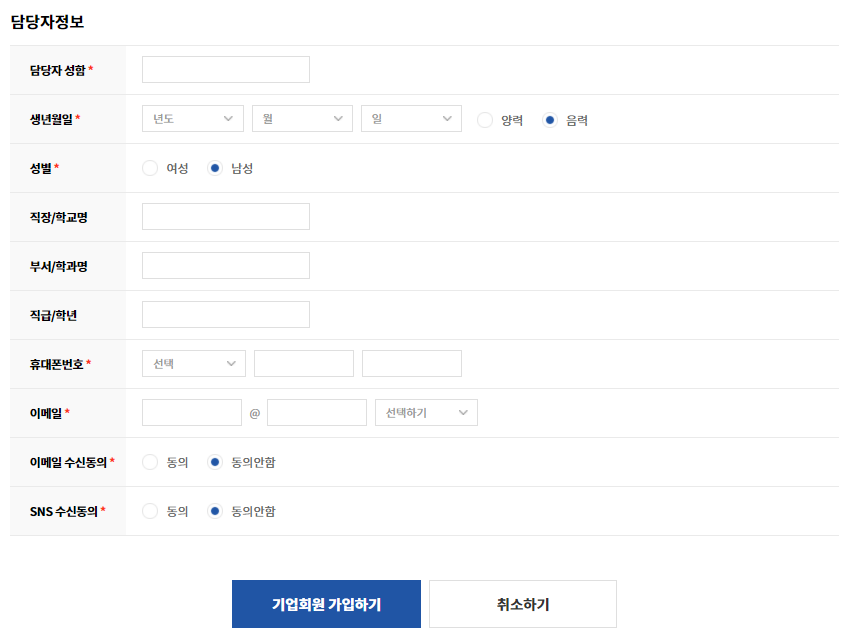 담당자정보
담당자 성함 *
생년월일 * 년도 월 일 양력 음력
성별 * 여성 남성
직장/학교명
부서/학과명
직급/학년
휴대폰번호 * 선택
이메일 * @ 선택하기
이메일 수신동의 * 동의 동의안함
SNS 수신동의 * 동의 동의안함
기업회원 가입하기 취소하기